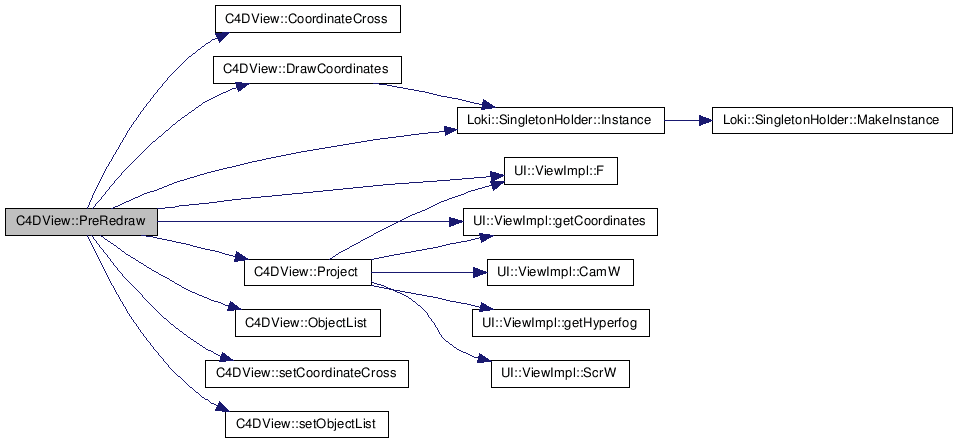 C4DView::CoordinateCross
C4DView::DrawCoordinates
Loki::SingletonHolder::Instance
Loki::SingletonHolder::MakeInstance
UI::ViewImpl::F
C4DView::PreRedraw
UI::ViewImpl::getCoordinates
C4DView::Project
UI::ViewImpl::CamW
C4DView::ObjectList
UI::ViewImpl::getHyperfog
C4DView::setCoordinateCross
UI::ViewImpl::ScrW
C4DView::setObjectList